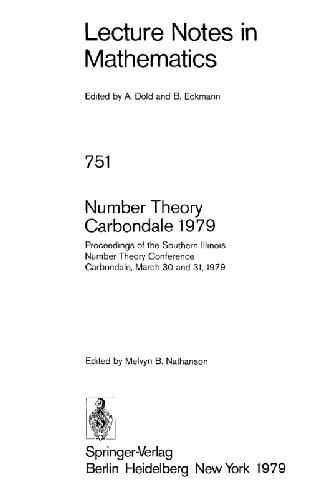 Lecture Notes in
Mathematics
Edited by A. Dold and B. Eckmann
751
Number Theory
Carbondale 1979
Proceedings of the Southern Illinois
Number Theory Conference
Carbondale, March 30 and 31, 1979
Edited by Melvyn B. Nathanson
Springer-Verlag
Berlin Heidelberg New York 1979